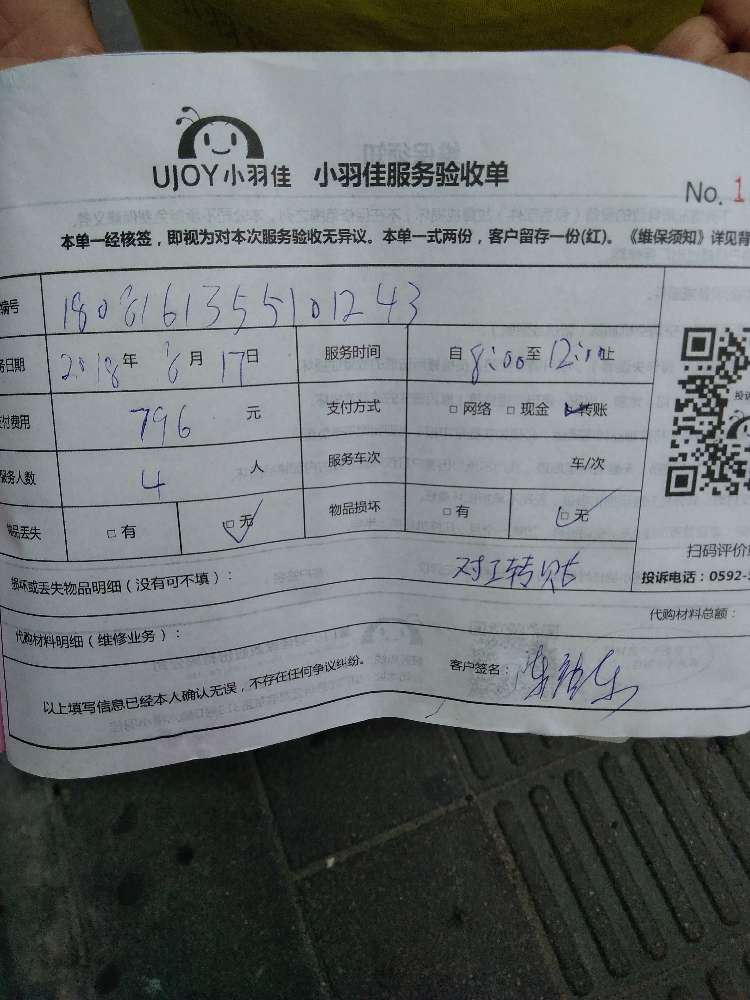 UJOY小羽佳 小羽佳服务验收单
No. 1
本单一经核签，即视为对本次服务验收无异议。本单一式两份，客户留存一份(红)。《维保须知》详见背
编号 1808161355101243
务日期 2018年 8月 17日 服务时间 自8:00至12:10止
付费用 796 元 支付方式 □网络 □现金 □转账
服务人数 4 人 服务车次 车/次
物品丢失 □有 □无 物品损坏 □有 □无
扫码评价
损坏或丢失物品明细（没有可不填）： 对工转账
投诉电话：0592-5
代购材料明细（维修业务）： 代购材料总额：
以上填写信息已经本人确认无误，不存在任何争议纠纷。 客户签名：